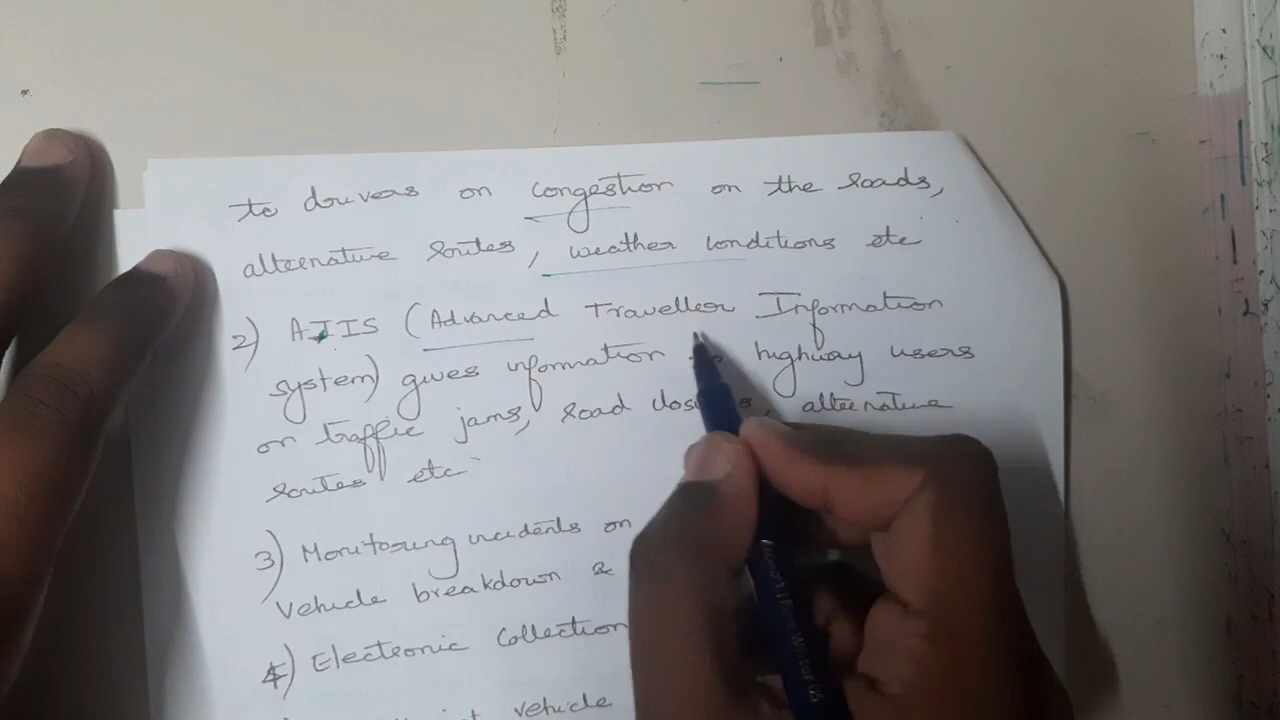 to drivers on congestion on the roads,
alternative routes, weather conditions etc
2) ATIS (Advanced Traveller Information
system) gives information highway users
on traffic jams, road alternative
routes etc
3) Monitoring incidents on
Vehicle breakdown &
4) Electronic Collection
vehicle